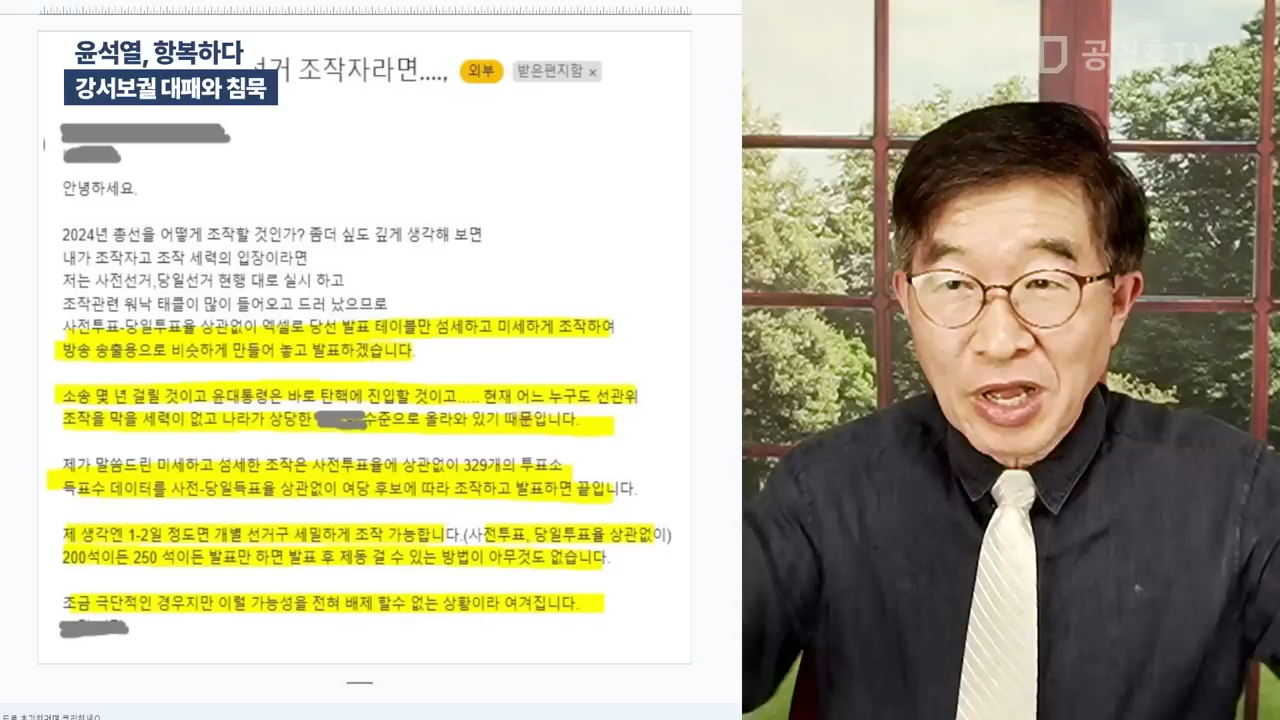 윤석열, 항복하다
강서보궐 대패와 침묵
거 조작자라면....,
외부
받은편지함 ×
공병호TV
안녕하세요.
2024년 총선을 어떻게 조작할 것인가? 좀더 싶도 깊게 생각해 보면
내가 조작자고 조작 세력의 입장이라면
저는 사전선거,당일선거 현행 대로 실시 하고
조작관련 워낙 태클이 많이 들어오고 드러 났으므로
사전투표-당일투표율 상관없이 엑셀로 당선 발표 테이블만 섬세하고 미세하게 조작하여
방송 송출용으로 비슷하게 만들어 놓고 발표하겠습니다.
소송 몇 년 걸릴 것이고 윤대통령은 바로 탄핵에 진입할 것이고..... 현재 어느 누구도 선관위
조작을 막을 세력이 없고 나라가 상당한 수준으로 올라와 있기 때문입니다.
제가 말씀드린 미세하고 섬세한 조작은 사전투표율에 상관없이 329개의 투표소
득표수 데이터를 사전-당일득표율 상관없이 여당 후보에 따라 조작하고 발표하면 끝입니다.
제 생각엔 1-2일 정도면 개별 선거구 세밀하게 조작 가능합니다.(사전투표, 당일투표율 상관없이)
200석이든 250 석이든 발표만 하면 발표 후 제동 걸 수 있는 방법이 아무것도 없습니다.
조금 극단적인 경우지만 이럴 가능성을 전혀 배제 할수 없는 상황이라 여겨집니다.